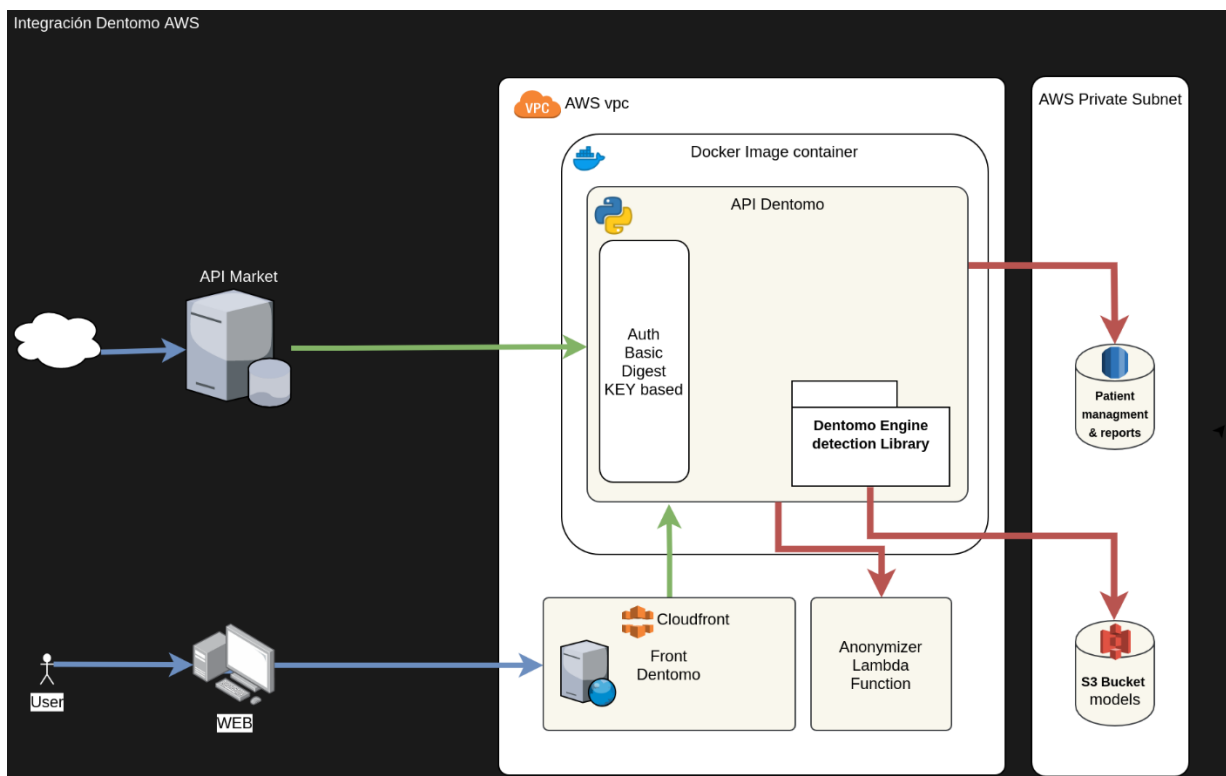 Integración Dentomo AWS
VPC
AWS vpc
AWS Private Subnet
Docker Image container
API Dentomo
API Market
Auth
Basic
Digest
KEY based
Dentomo Engine
detection Library
Patient
managment
& reports
Cloudfront
Front
Dentomo
Anonymizer
Lambda
Function
S3 Bucket
models
User
WEB